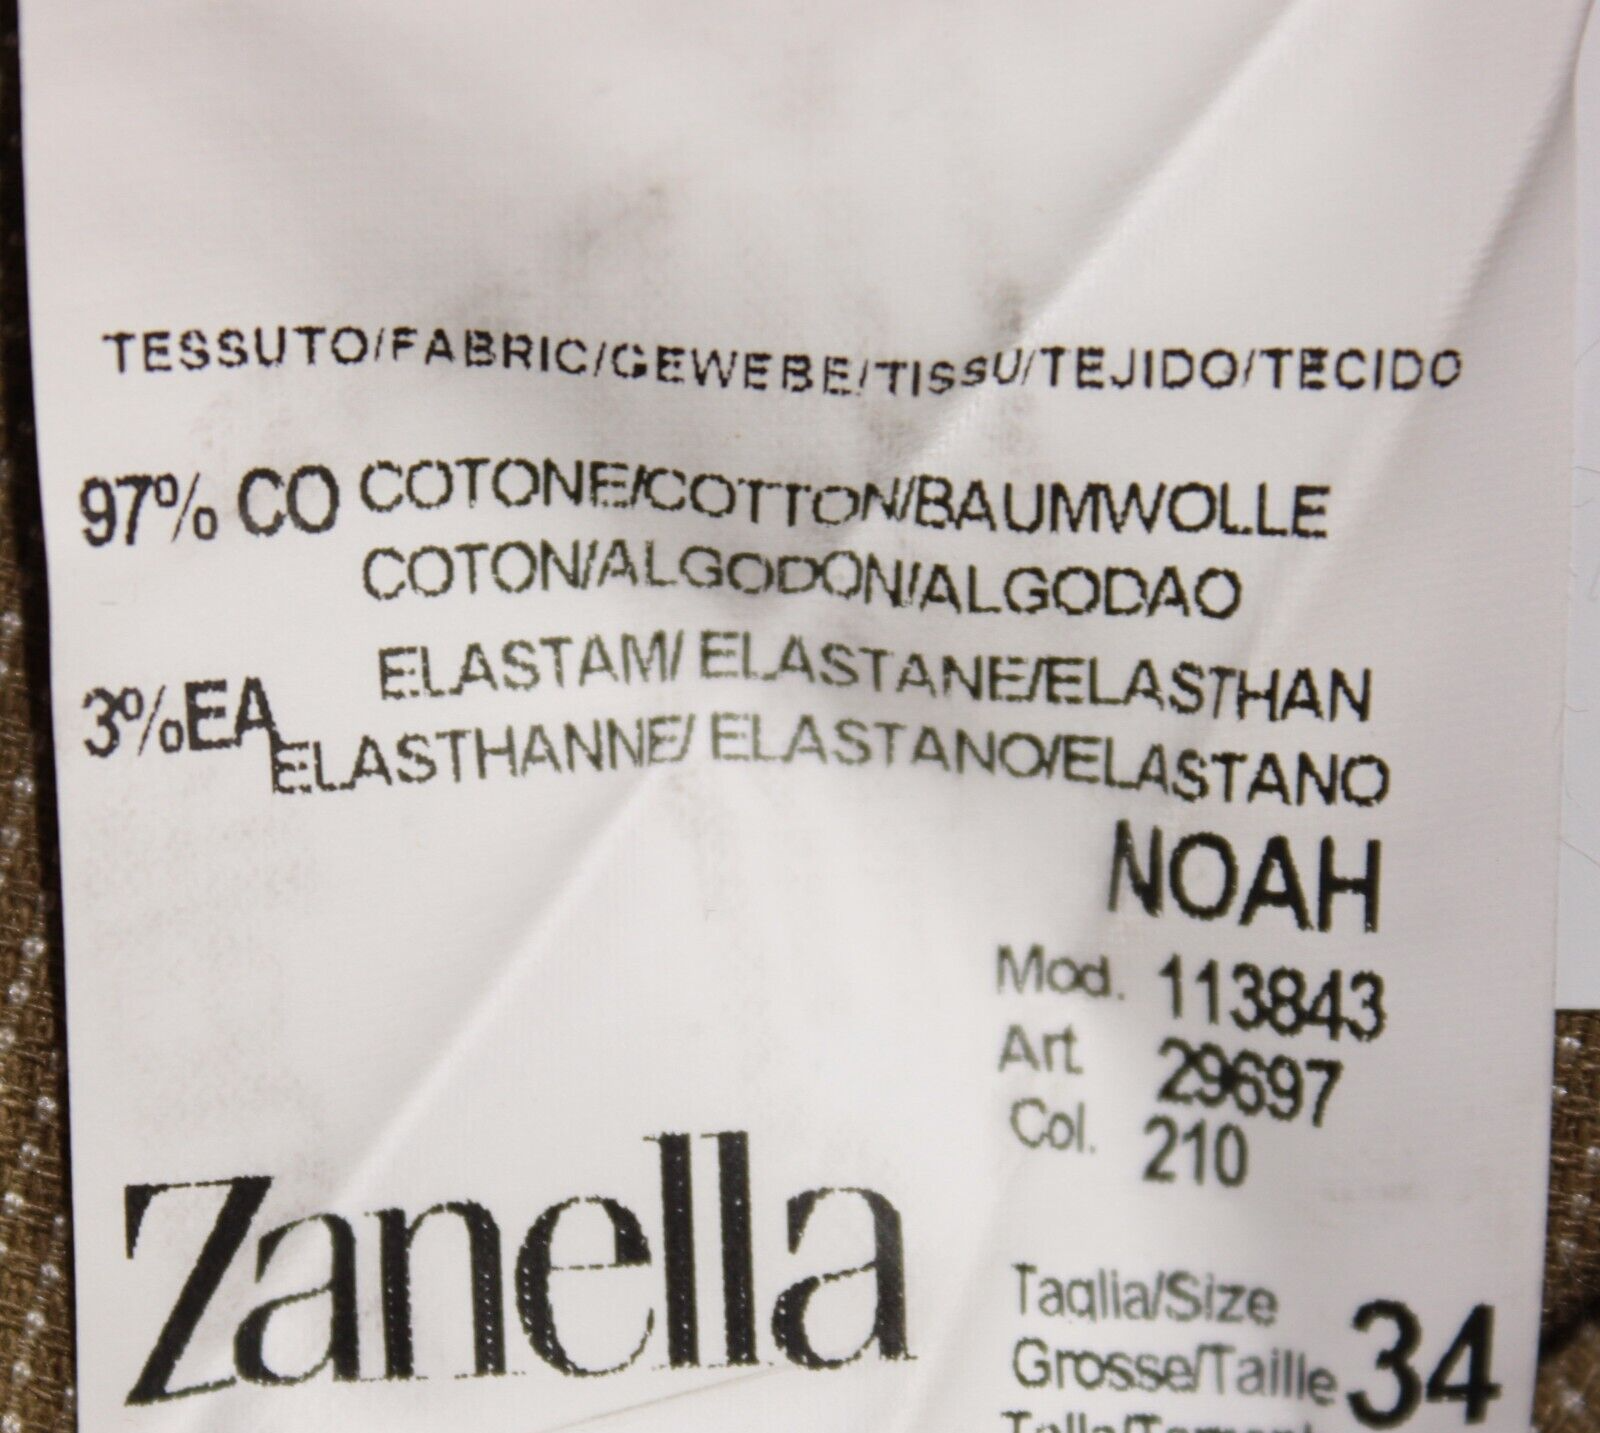 TESSUTO/FABRIC/GEWEBE/TISSU/TEJIDO/TECIDO
97% CO COTONE/COTTON/BAUMWOLLE
COTON/ALGODON/ALGODAO
3%EA ELASTAM/ ELASTANE/ELASTHAN
ELASTHANNE/ ELASTANO/ELASTANO
NOAH
Mod. 113843
Art. 29697
Col. 210
Zanella
Taglia/Size
Grosse/Taille 34